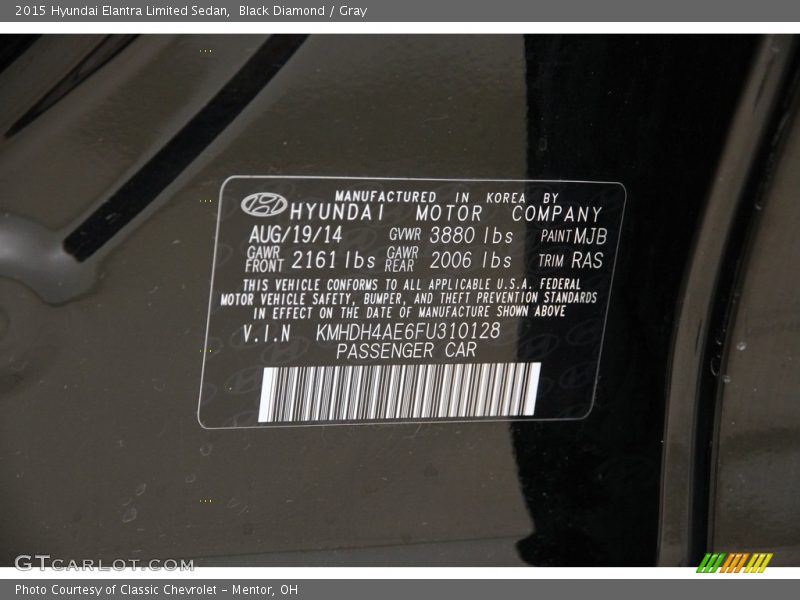 2015 Hyundai Elantra Limited Sedan, Black Diamond / Gray
MANUFACTURED IN KOREA BY
HYUNDAI MOTOR COMPANY
AUG/19/14 GVWR 3880 lbs PAINT MJB
GAWR FRONT 2161 lbs GAWR REAR 2006 lbs TRIM RAS
THIS VEHICLE CONFORMS TO ALL APPLICABLE U.S.A. FEDERAL
MOTOR VEHICLE SAFETY, BUMPER, AND THEFT PREVENTION STANDARDS
IN EFFECT ON THE DATE OF MANUFACTURE SHOWN ABOVE
V.I.N KMHDH4AE6FU310128
PASSENGER CAR
GTCARLOT.COM
Photo Courtesy of Classic Chevrolet - Mentor, OH